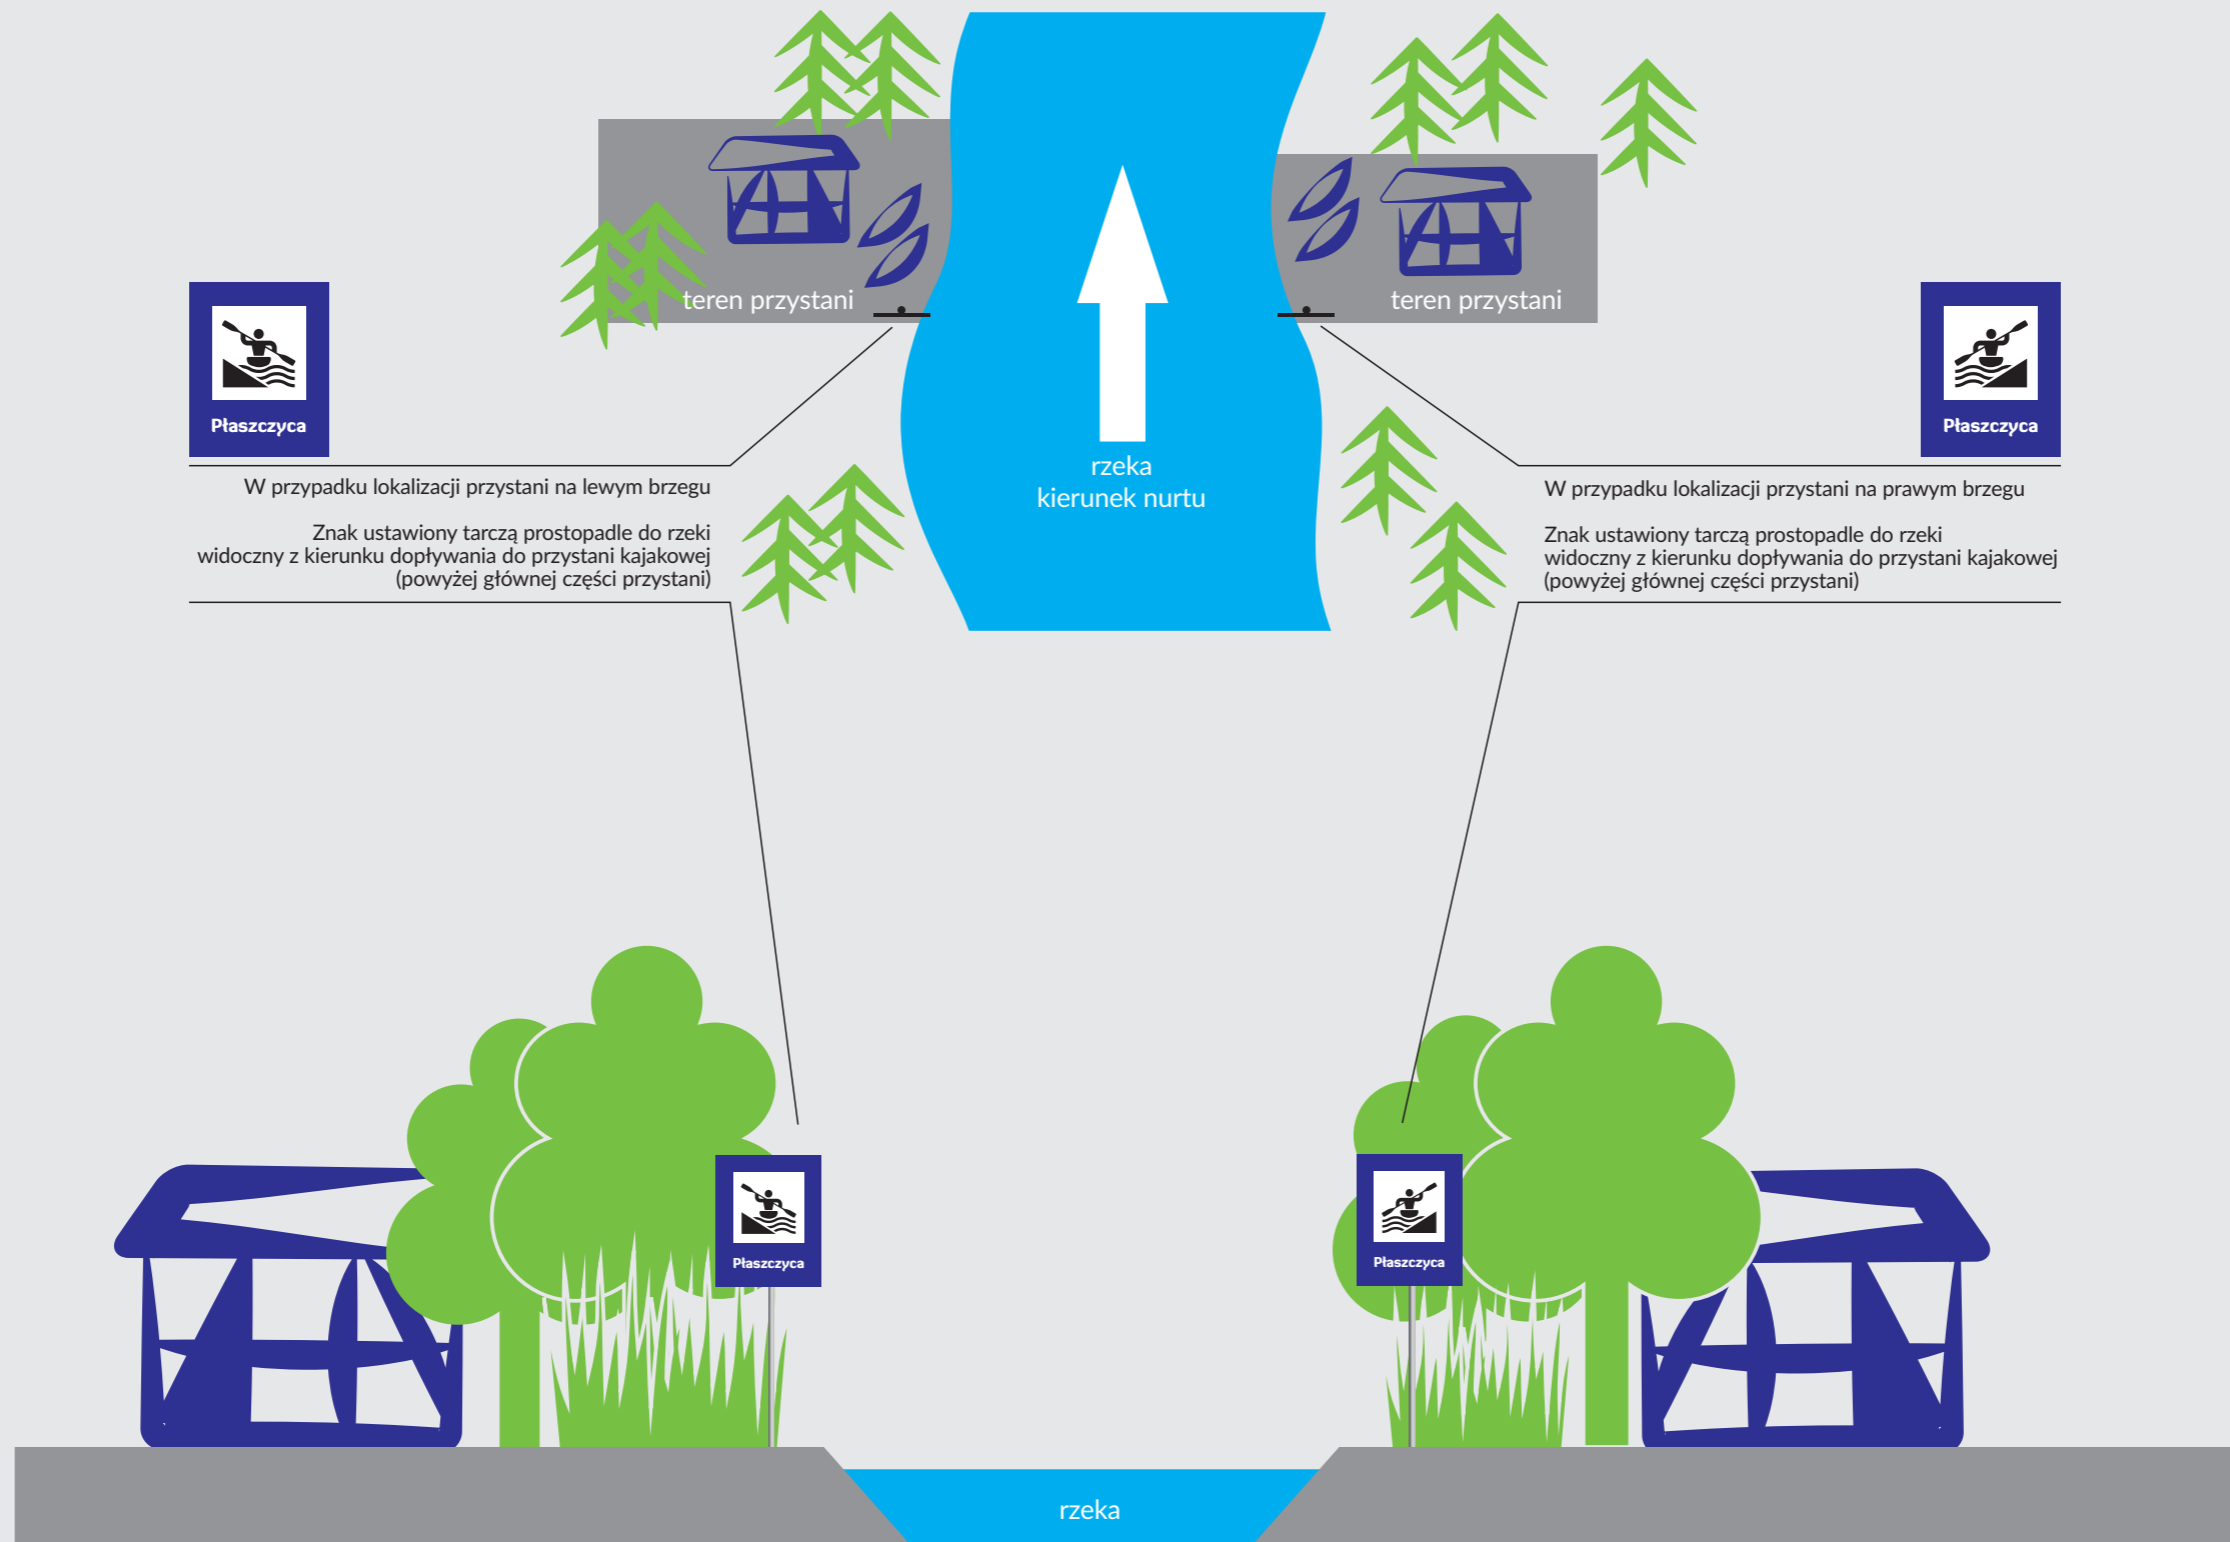 teren przystani
teren przystani
Płaszczyca
Płaszczyca
rzeka
kierunek nurtu
W przypadku lokalizacji przystani na lewym brzegu
Znak ustawiony tarczą prostopadle do rzeki
widoczny z kierunku dopływania do przystani kajakowej
(powyżej głównej części przystani)
W przypadku lokalizacji przystani na prawym brzegu
Znak ustawiony tarczą prostopadle do rzeki
widoczny z kierunku dopływania do przystani kajakowej
(powyżej głównej części przystani)
Płaszczyca
Płaszczyca
rzeka